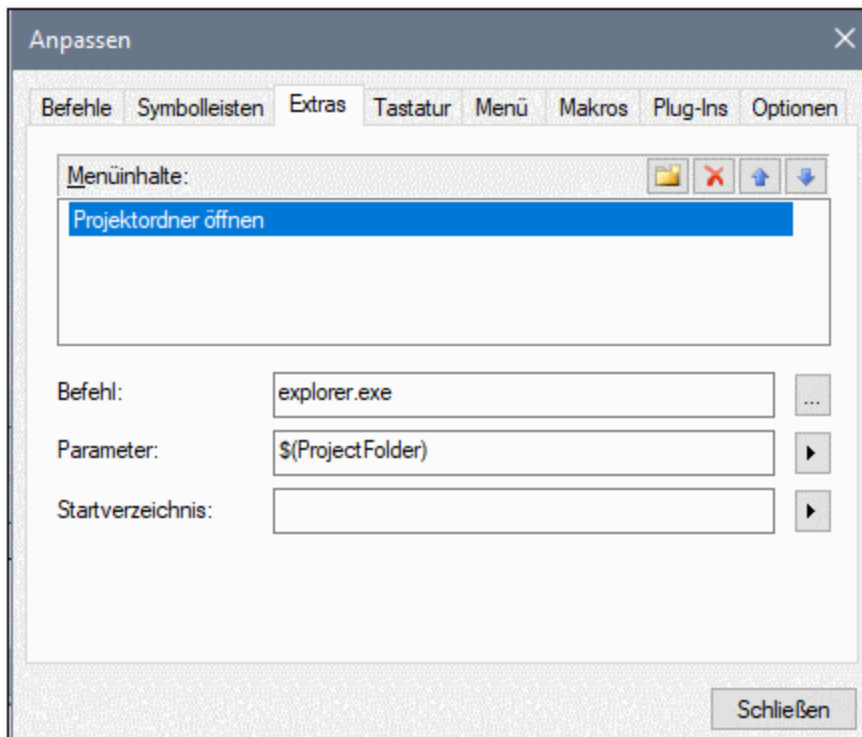 Anpassen
Befehle Symbolleisten Extras Tastatur Menü Makros Plug-Ins Optionen
Menüinhalte:
Projektordner öffnen
Befehl: explorer.exe ...
Parameter: $(ProjectFolder)
Startverzeichnis:
Schließen